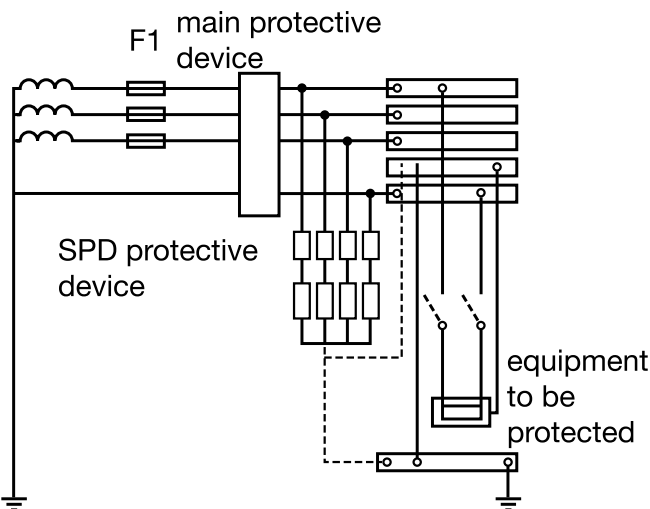 F1
main protective
device
SPD protective
device
equipment
to be
protected